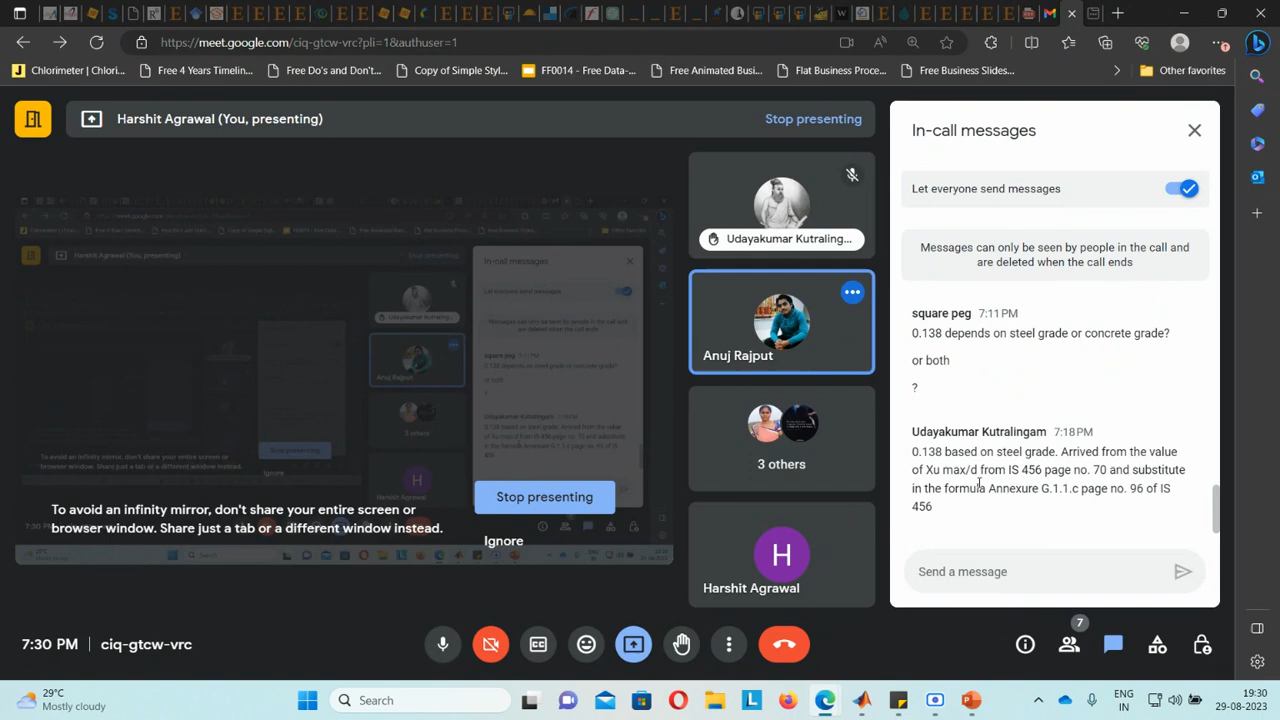 https://meet.google.com/ciq-gtcw-vrc?pli=1&authuser=1
Chlorimeter | Chlori...
Free 4 Years Timelin...
Free Do's and Don't...
Copy of Simple Styl...
FF0014 - Free Data-...
Free Animated Busi...
Flat Business Proce...
Free Business Slides...
Other favorites
Harshit Agrawal (You, presenting)
Stop presenting
Udayakumar Kutraling...
Anuj Rajput
3 others
H
Harshit Agrawal
Stop presenting
To avoid an infinity mirror, don't share your entire screen or
browser window. Share just a tab or a different window instead.
Ignore
In-call messages
Let everyone send messages
Messages can only be seen by people in the call and
are deleted when the call ends
square peg 7:11 PM
0.138 depends on steel grade or concrete grade?
or both
?
Udayakumar Kutralingam 7:18 PM
0.138 based on steel grade. Arrived from the value
of Xu max/d from IS 456 page no. 70 and substitute
in the formula Annexure G.1.1.c page no. 96 of IS
456
Send a message
7:30 PM | ciq-gtcw-vrc
7
29°C
Mostly cloudy
Search
ENG
IN
19:30
29-08-2023